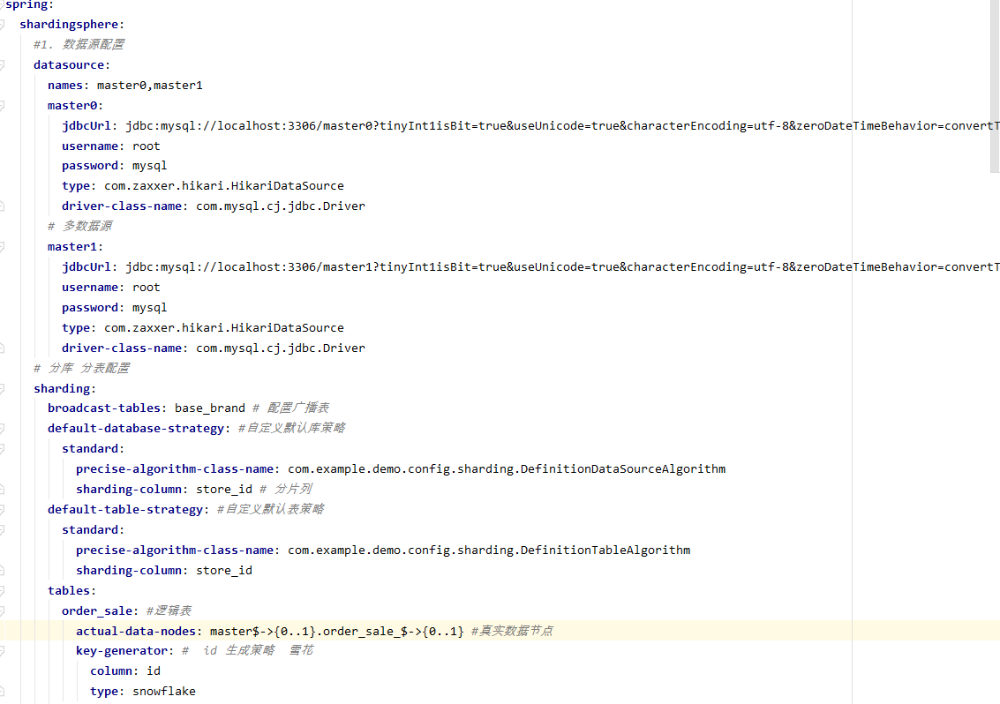 spring:
shardingsphere:
#1. 数据源配置
datasource:
names: master0,master1
master0:
jdbcUrl: jdbc:mysql://localhost:3306/master0?tinyInt1isBit=true&useUnicode=true&characterEncoding=utf-8&zeroDateTimeBehavior=convertT
username: root
password: mysql
type: com.zaxxer.hikari.HikariDataSource
driver-class-name: com.mysql.cj.jdbc.Driver
# 多数据源
master1:
jdbcUrl: jdbc:mysql://localhost:3306/master1?tinyInt1isBit=true&useUnicode=true&characterEncoding=utf-8&zeroDateTimeBehavior=convertT
username: root
password: mysql
type: com.zaxxer.hikari.HikariDataSource
driver-class-name: com.mysql.cj.jdbc.Driver
# 分库 分表配置
sharding:
broadcast-tables: base_brand # 配置广播表
default-database-strategy: #自定义默认库策略
standard:
precise-algorithm-class-name: com.example.demo.config.sharding.DefinitionDataSourceAlgorithm
sharding-column: store_id # 分片列
default-table-strategy: #自定义默认表策略
standard:
precise-algorithm-class-name: com.example.demo.config.sharding.DefinitionTableAlgorithm
sharding-column: store_id
tables:
order_sale: #逻辑表
actual-data-nodes: master$->{0..1}.order_sale_$->{0..1} #真实数据节点
key-generator: # id 生成策略 雪花
column: id
type: snowflake